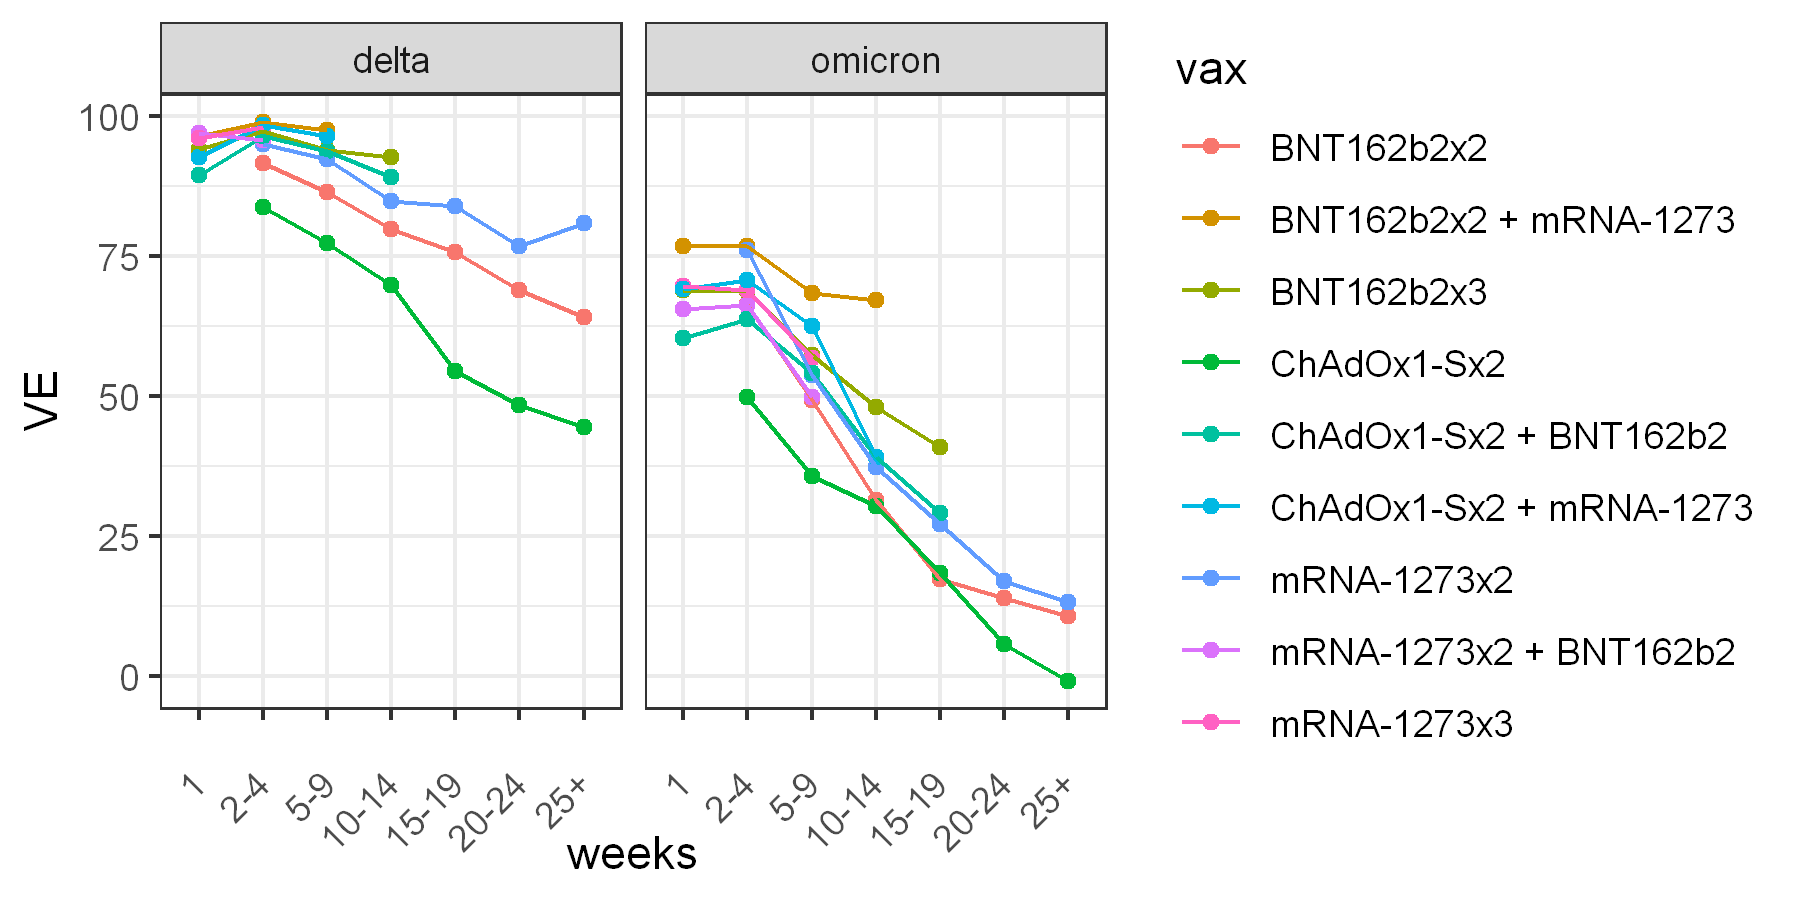 delta
omicron
vax
100
75
50
25
0
VE
1
2-4
5-9
10-14
15-19
20-24
25+
1
2-4
5-9
10-14
15-19
20-24
25+
weeks
BNT162b2x2
BNT162b2x2 + mRNA-1273
BNT162b2x3
ChAdOx1-Sx2
ChAdOx1-Sx2 + BNT162b2
ChAdOx1-Sx2 + mRNA-1273
mRNA-1273x2
mRNA-1273x2 + BNT162b2
mRNA-1273x3